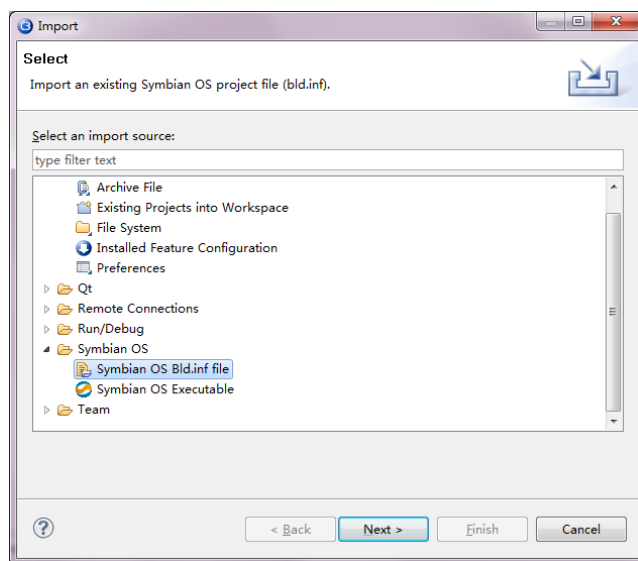 Import
Select
Import an existing Symbian OS project file (bld.inf).
Select an import source:
type filter text
Archive File
Existing Projects into Workspace
File System
Installed Feature Configuration
Preferences
Qt
Remote Connections
Run/Debug
Symbian OS
Symbian OS Bld.inf file
Symbian OS Executable
Team
? < Back Next > Finish Cancel